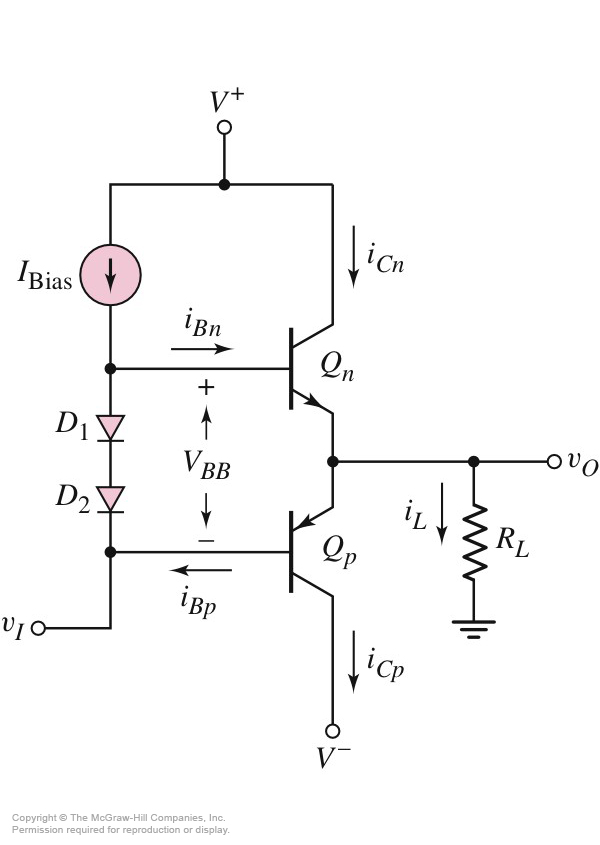 V+
iCn
IBias
iBn
Qn
+
D1
VBB
vO
D2
iL
RL
Qp
–
iBp
vI
iCp
V−
Copyright © The McGraw-Hill Companies, Inc.
Permission required for reproduction or display.